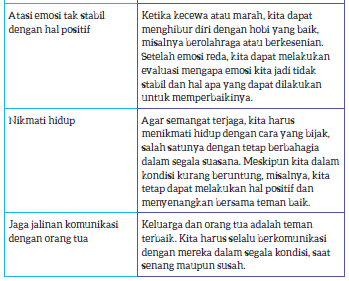 Atasi emosi tak stabil
dengan hal positif
Ketika kecewa atau marah, kita dapat
menghibur diri dengan hobi yang baik,
misalnya berolahraga atau berkesenian.
Setelah emosi reda, kita dapat melakukan
evaluasi mengapa emosi kita jadi tidak
stabil dan hal apa yang dapat dilakukan
untuk memperbaikinya.
Nikmati hidup
Agar semangat terjaga, kita harus
menikmati hidup dengan cara yang bijak,
salah satunya dengan tetap berbahagia
dalam segala suasana. Meskipun kita dalam
kondisi kurang beruntung, misalnya, kita
tetap dapat melakukan hal positif dan
menyenangkan bersama teman baik.
Jaga jalinan komunikasi
dengan orang tua
Keluarga dan orang tua adalah teman
terbaik. Kita harus selalu berkomunikasi
dengan mereka dalam segala kondisi, saat
senang maupun susah.